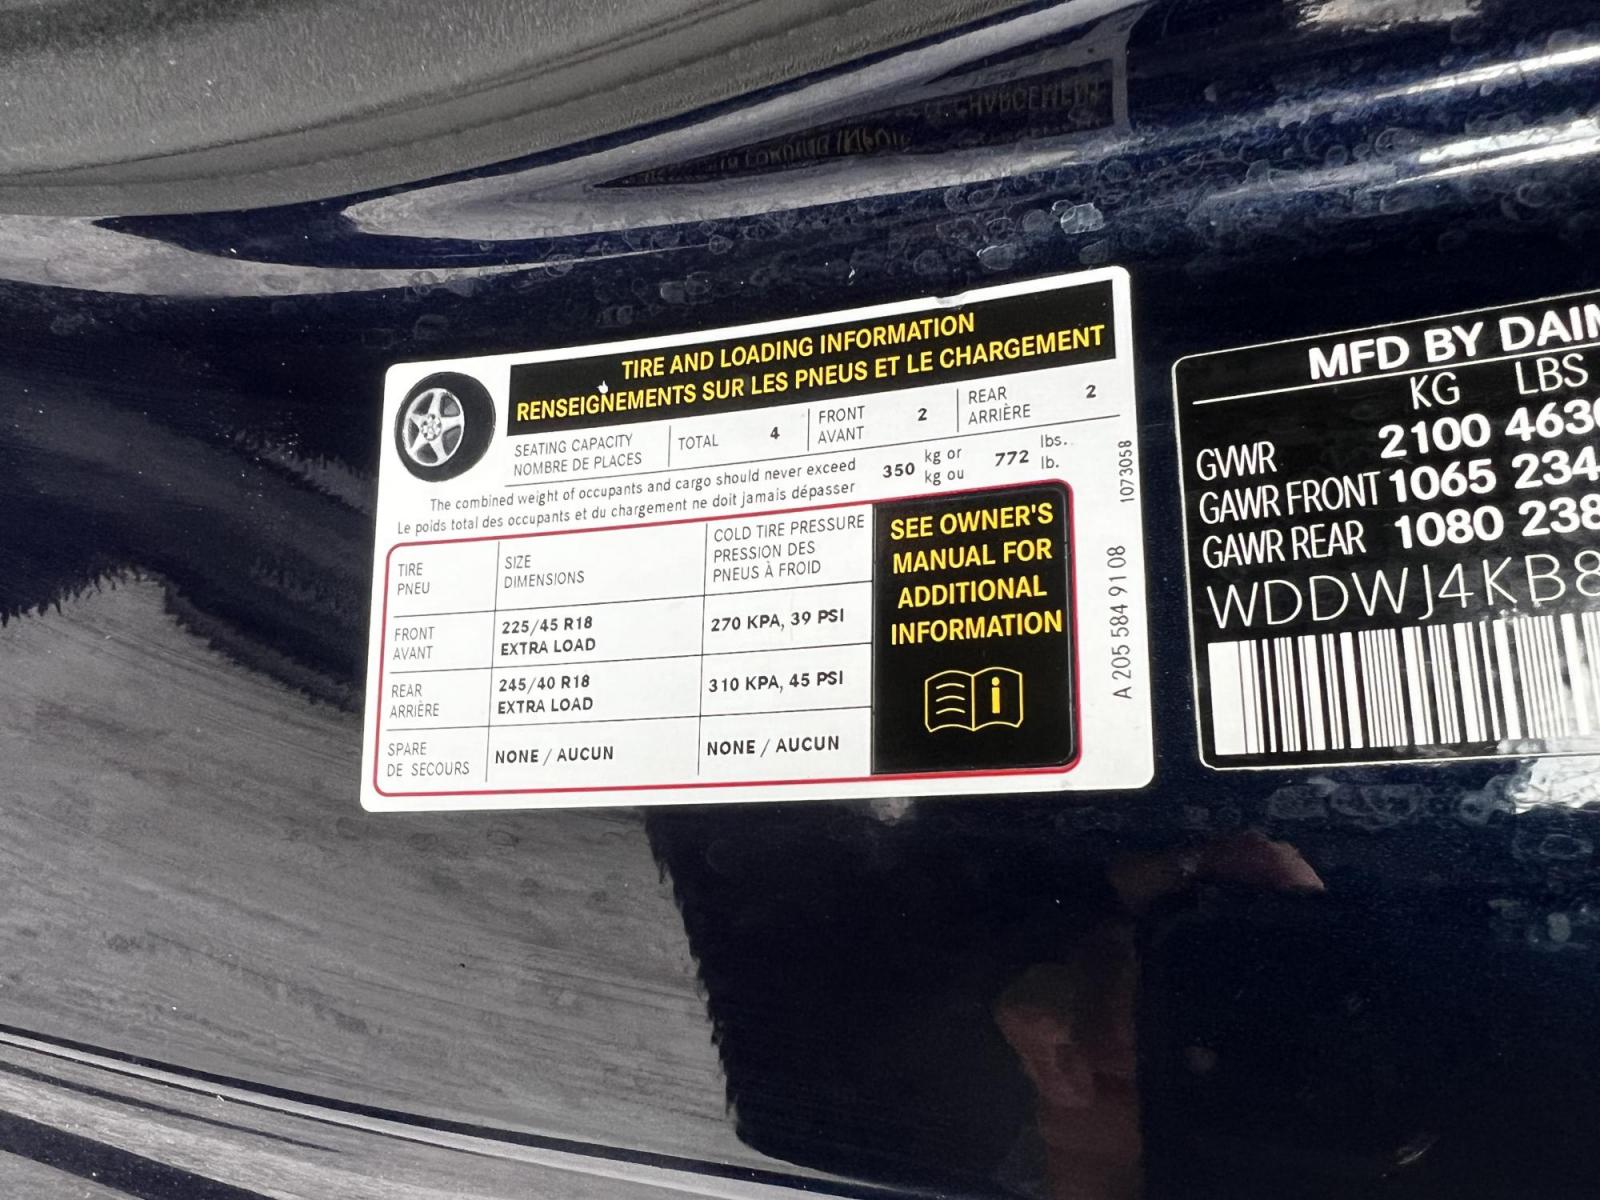 TIRE AND LOADING INFORMATION
RENSEIGNEMENTS SUR LES PNEUS ET LE CHARGEMENT
SEATING CAPACITY
NOMBRE DE PLACES
TOTAL 4
FRONT
AVANT
2
REAR
ARRIÈRE
2
The combined weight of occupants and cargo should never exceed
Le poids total des occupants et du chargement ne doit jamais dépasser
350 kg or
kg ou
772 lbs.
lb.
TIRE
PNEU
SIZE
DIMENSIONS
COLD TIRE PRESSURE
PRESSION DES
PNEUS À FROID
FRONT
AVANT
225/45 R18
EXTRA LOAD
270 KPA, 39 PSI
REAR
ARRIÈRE
245/40 R18
EXTRA LOAD
310 KPA, 45 PSI
SPARE
DE SECOURS
NONE / AUCUN
NONE / AUCUN
SEE OWNER'S
MANUAL FOR
ADDITIONAL
INFORMATION
i
1073058
A 205 584 91 08
MFD BY DAIM
KG LBS
GVWR 2100 4630
GAWR FRONT 1065 234
GAWR REAR 1080 238
WDDWJ4KB8